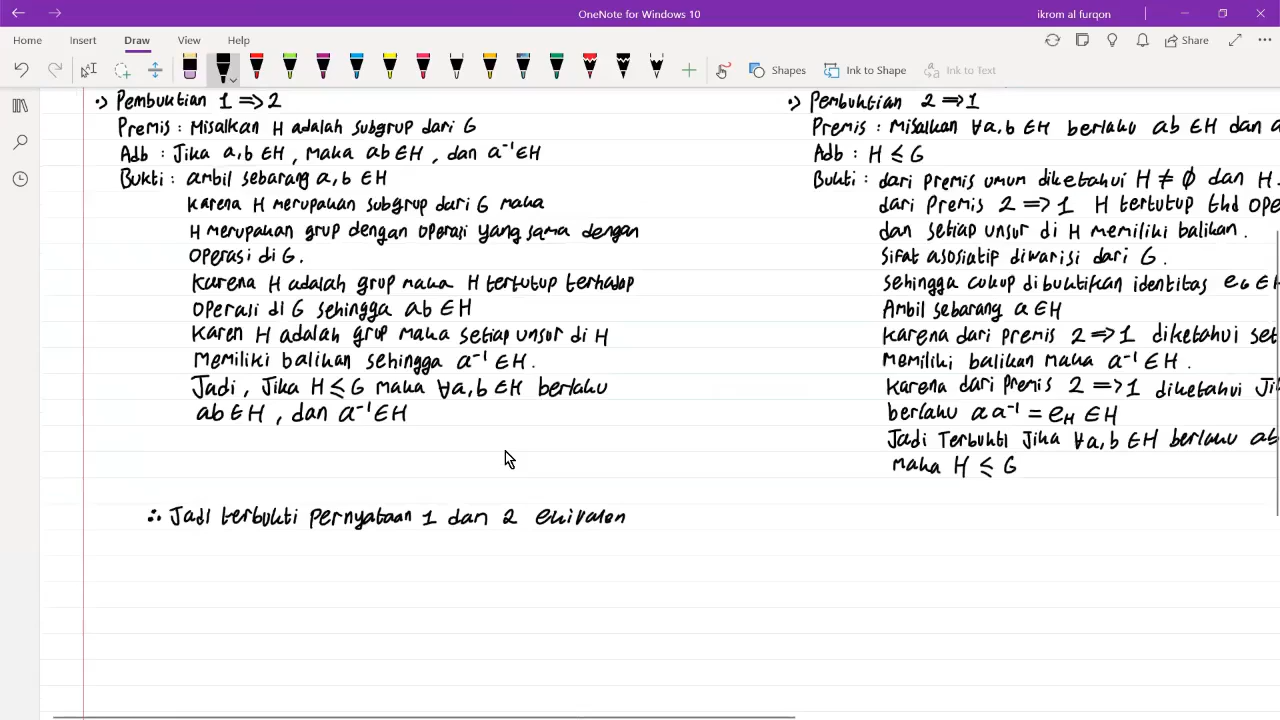 OneNote for Windows 10
ikrom al furqon
Home Insert Draw View Help
Share
Shapes
Ink to Shape
Ink to Text
•) Pembuktian 1 ⟹ 2
Premis : Misalkan H adalah subgrup dari G
Adb : Jika a,b ∈H , maka ab ∈H , dan a⁻¹∈H
Bukti : ambil sebarang a,b ∈H
Karena H merupakan subgrup dari G maka
H merupakan grup dengan operasi yang sama dengan
operasi di G.
Karena H adalah grup maka H tertutup terhadap
operasi di G sehingga ab ∈H
Karen H adalah grup maka setiap unsur di H
memiliki balikan sehingga a⁻¹ ∈H.
Jadi , Jika H ≤ G maka ∀a,b ∈H berlaku
ab ∈H , dan a⁻¹∈H
∴ Jadi terbukti pernyataan 1 dan 2 ekivalen
•) Pembuktian 2 ⟹ 1
Premis : Misalkan ∀a,b ∈H berlaku ab ∈H dan a
Adb : H ≤ G
Bukti : dari premis umum diketahui H ≠ ∅ dan H
dari Premis 2 ⟹ 1 H tertutup thd ope
dan setiap unsur di H memiliki balikan .
Sifat asosiatip diwarisi dari G .
sehingga cukup dibuktikan identitas e_G ∈H
Ambil sebarang a ∈H
Karena dari premis 2 ⟹ 1 diketahui set
memiliki balikan maka a⁻¹ ∈H .
Karena dari Premis 2 ⟹ 1 diketahui Ji
berlaku a a⁻¹ = e_H ∈H
Jadi Terbukti Jika ∀a,b ∈H berlaku ab
maka H ≤ G